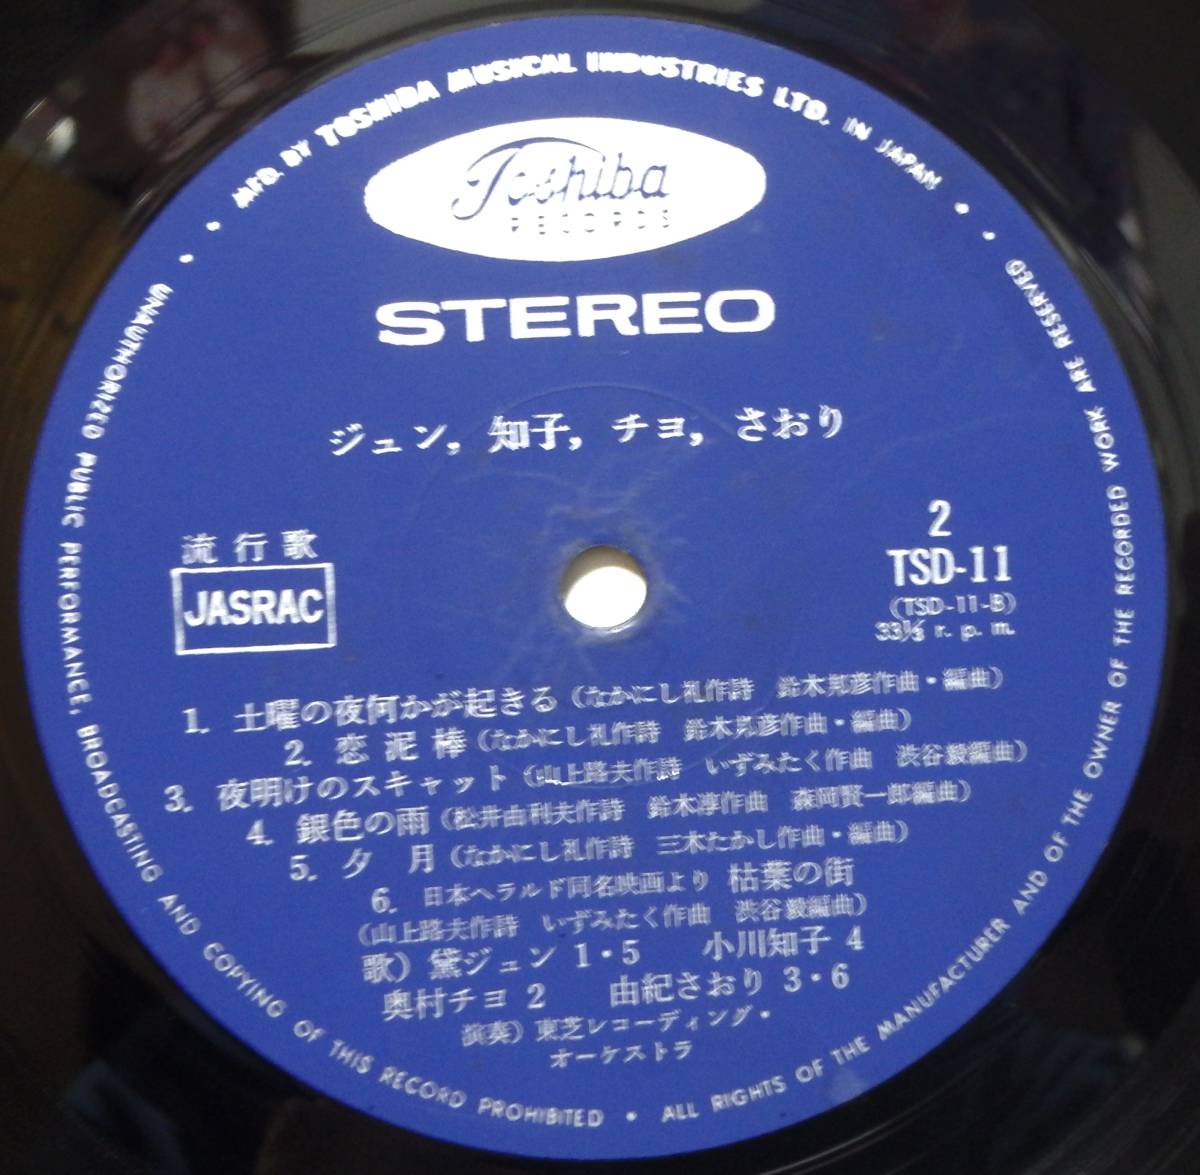 MFD. BY TOSHIBA MUSICAL INDUSTRIES LTD. IN JAPAN
Toshiba
RECORDS
STEREO
ジュン, 知子, チヨ, さおり
流行歌
JASRAC
2
TSD-11
(TSD-11-B)
33⅓ r. p. m.
1. 土曜の夜何かが起きる (なかにし礼作詩 鈴木邦彦作曲・編曲)
2. 恋泥棒 (なかにし礼作詩 鈴木邦彦作曲・編曲)
3. 夜明けのスキャット (山上路夫作詩 いずみたく作曲 渋谷毅編曲)
4. 銀色の雨 (松井由利夫作詩 鈴木淳作曲 森岡賢一郎編曲)
5. 夕月 (なかにし礼作詩 三木たかし作曲・編曲)
6. 日本ヘラルド同名映画より 枯葉の街
(山上路夫作詩 いずみたく作曲 渋谷毅編曲)
歌) 黛ジュン 1・5 小川知子 4
奥村チヨ 2 由紀さおり 3・6
演奏) 東芝レコーディング・
オーケストラ
ALL RIGHTS OF THE MANUFACTURER AND OF THE OWNER OF THE RECORDED WORK ARE RESERVED
UNAUTHORIZED PUBLIC PERFORMANCE, BROADCASTING AND COPYING OF THIS RECORD PROHIBITED